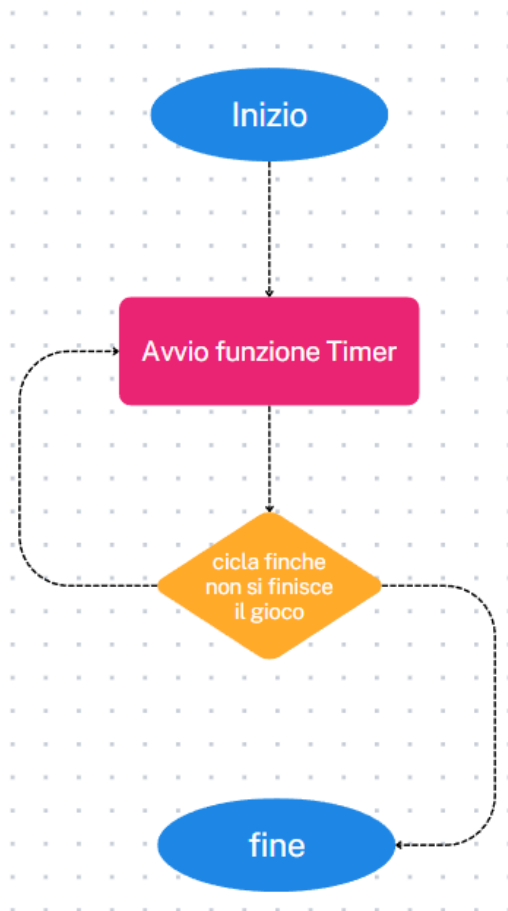 Inizio
Avvio funzione Timer
cicla finche
non si finisce
il gioco
fine